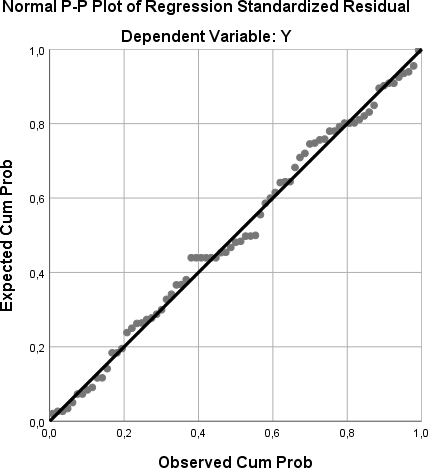 Normal P-P Plot of Regression Standardized Residual
Dependent Variable: Y
Expected Cum Prob
1,0
0,8
0,6
0,4
0,2
0,0
0,0 0,2 0,4 0,6 0,8 1,0
Observed Cum Prob